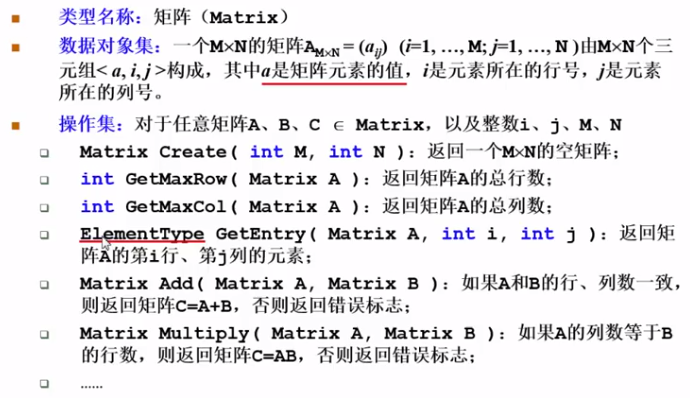 类型名称：矩阵（Matrix）
数据对象集：一个M×N的矩阵A_M×N = (a_ij) (i=1, …, M; j=1, …, N )由M×N个三
元组< a, i, j >构成，其中a是矩阵元素的值，i是元素所在的行号，j是元素
所在的列号。
操作集：对于任意矩阵A、B、C ∈ Matrix，以及整数i、j、M、N
Matrix Create( int M, int N )：返回一个M×N的空矩阵；
int GetMaxRow( Matrix A )：返回矩阵A的总行数；
int GetMaxCol( Matrix A )：返回矩阵A的总列数；
ElementType GetEntry( Matrix A, int i, int j )：返回矩
阵A的第i行、第j列的元素；
Matrix Add( Matrix A, Matrix B )：如果A和B的行、列数一致，
则返回矩阵C=A+B，否则返回错误标志；
Matrix Multiply( Matrix A, Matrix B )：如果A的列数等于B
的行数，则返回矩阵C=AB，否则返回错误标志；
……